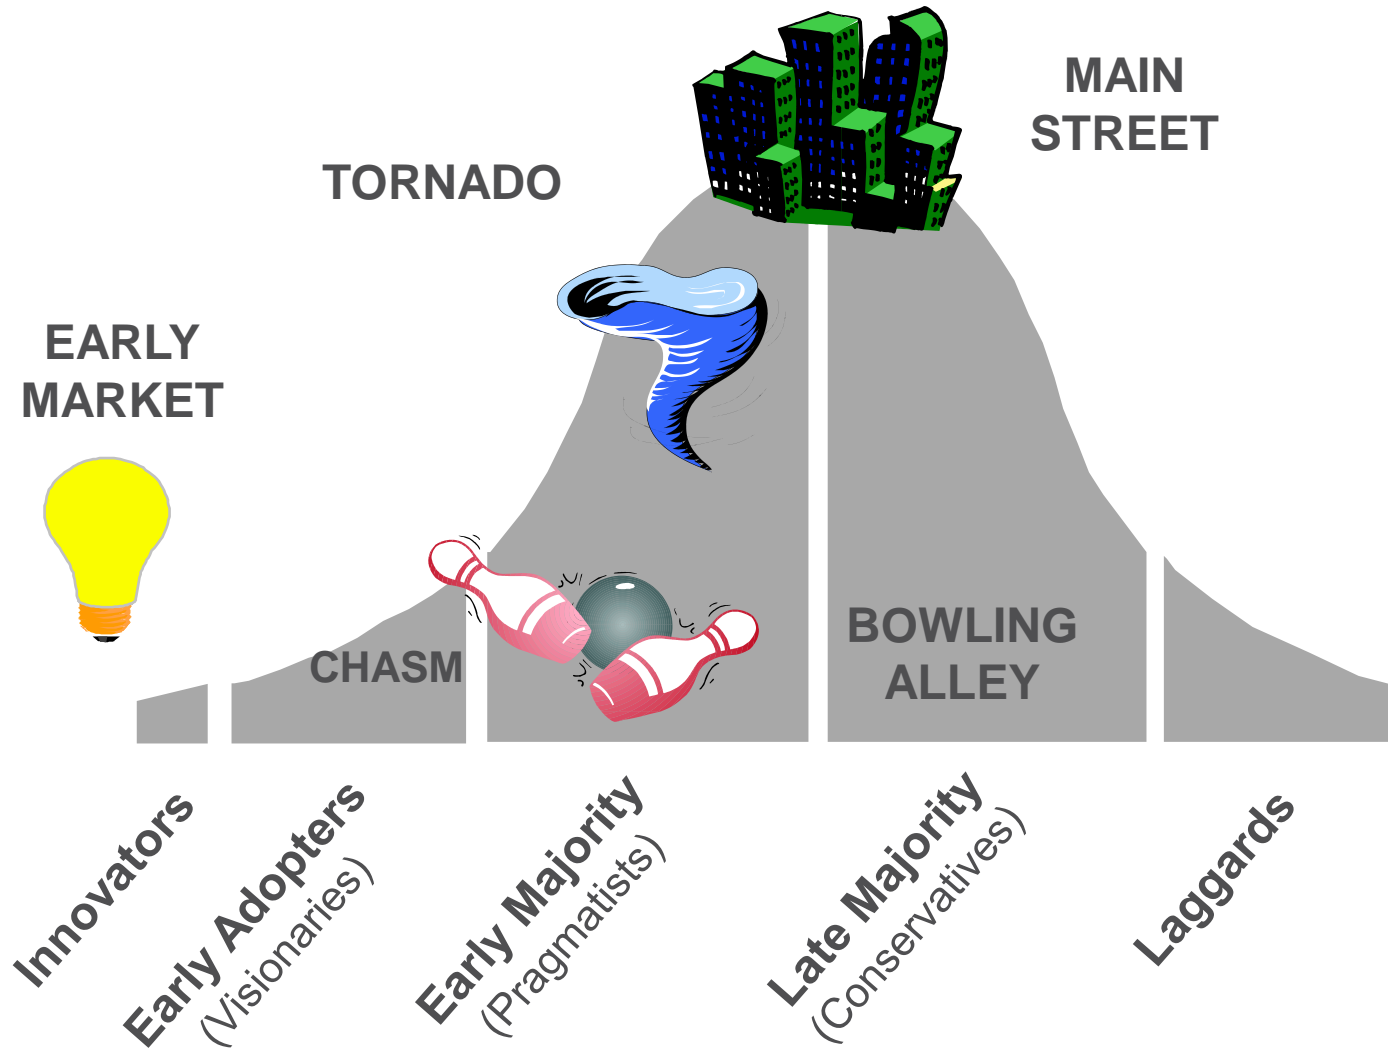 MAIN
STREET
TORNADO
EARLY
MARKET
CHASM
BOWLING
ALLEY
Innovators
Early Adopters
(Visionaries)
Early Majority
(Pragmatists)
Late Majority
(Conservatives)
Laggards